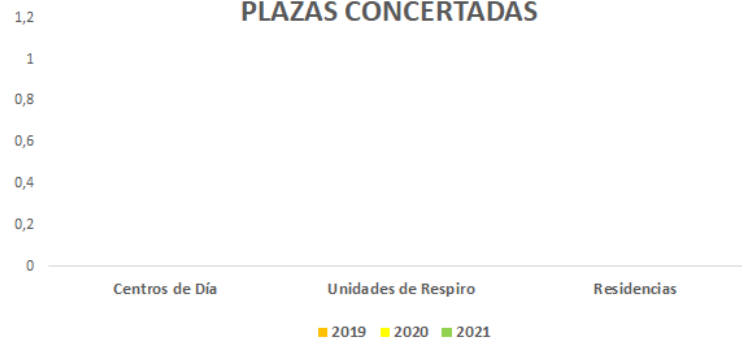 PLAZAS CONCERTADAS
1,2
1
0,8
0,6
0,4
0,2
0
Centros de Día Unidades de Respiro Residencias
2019 2020 2021